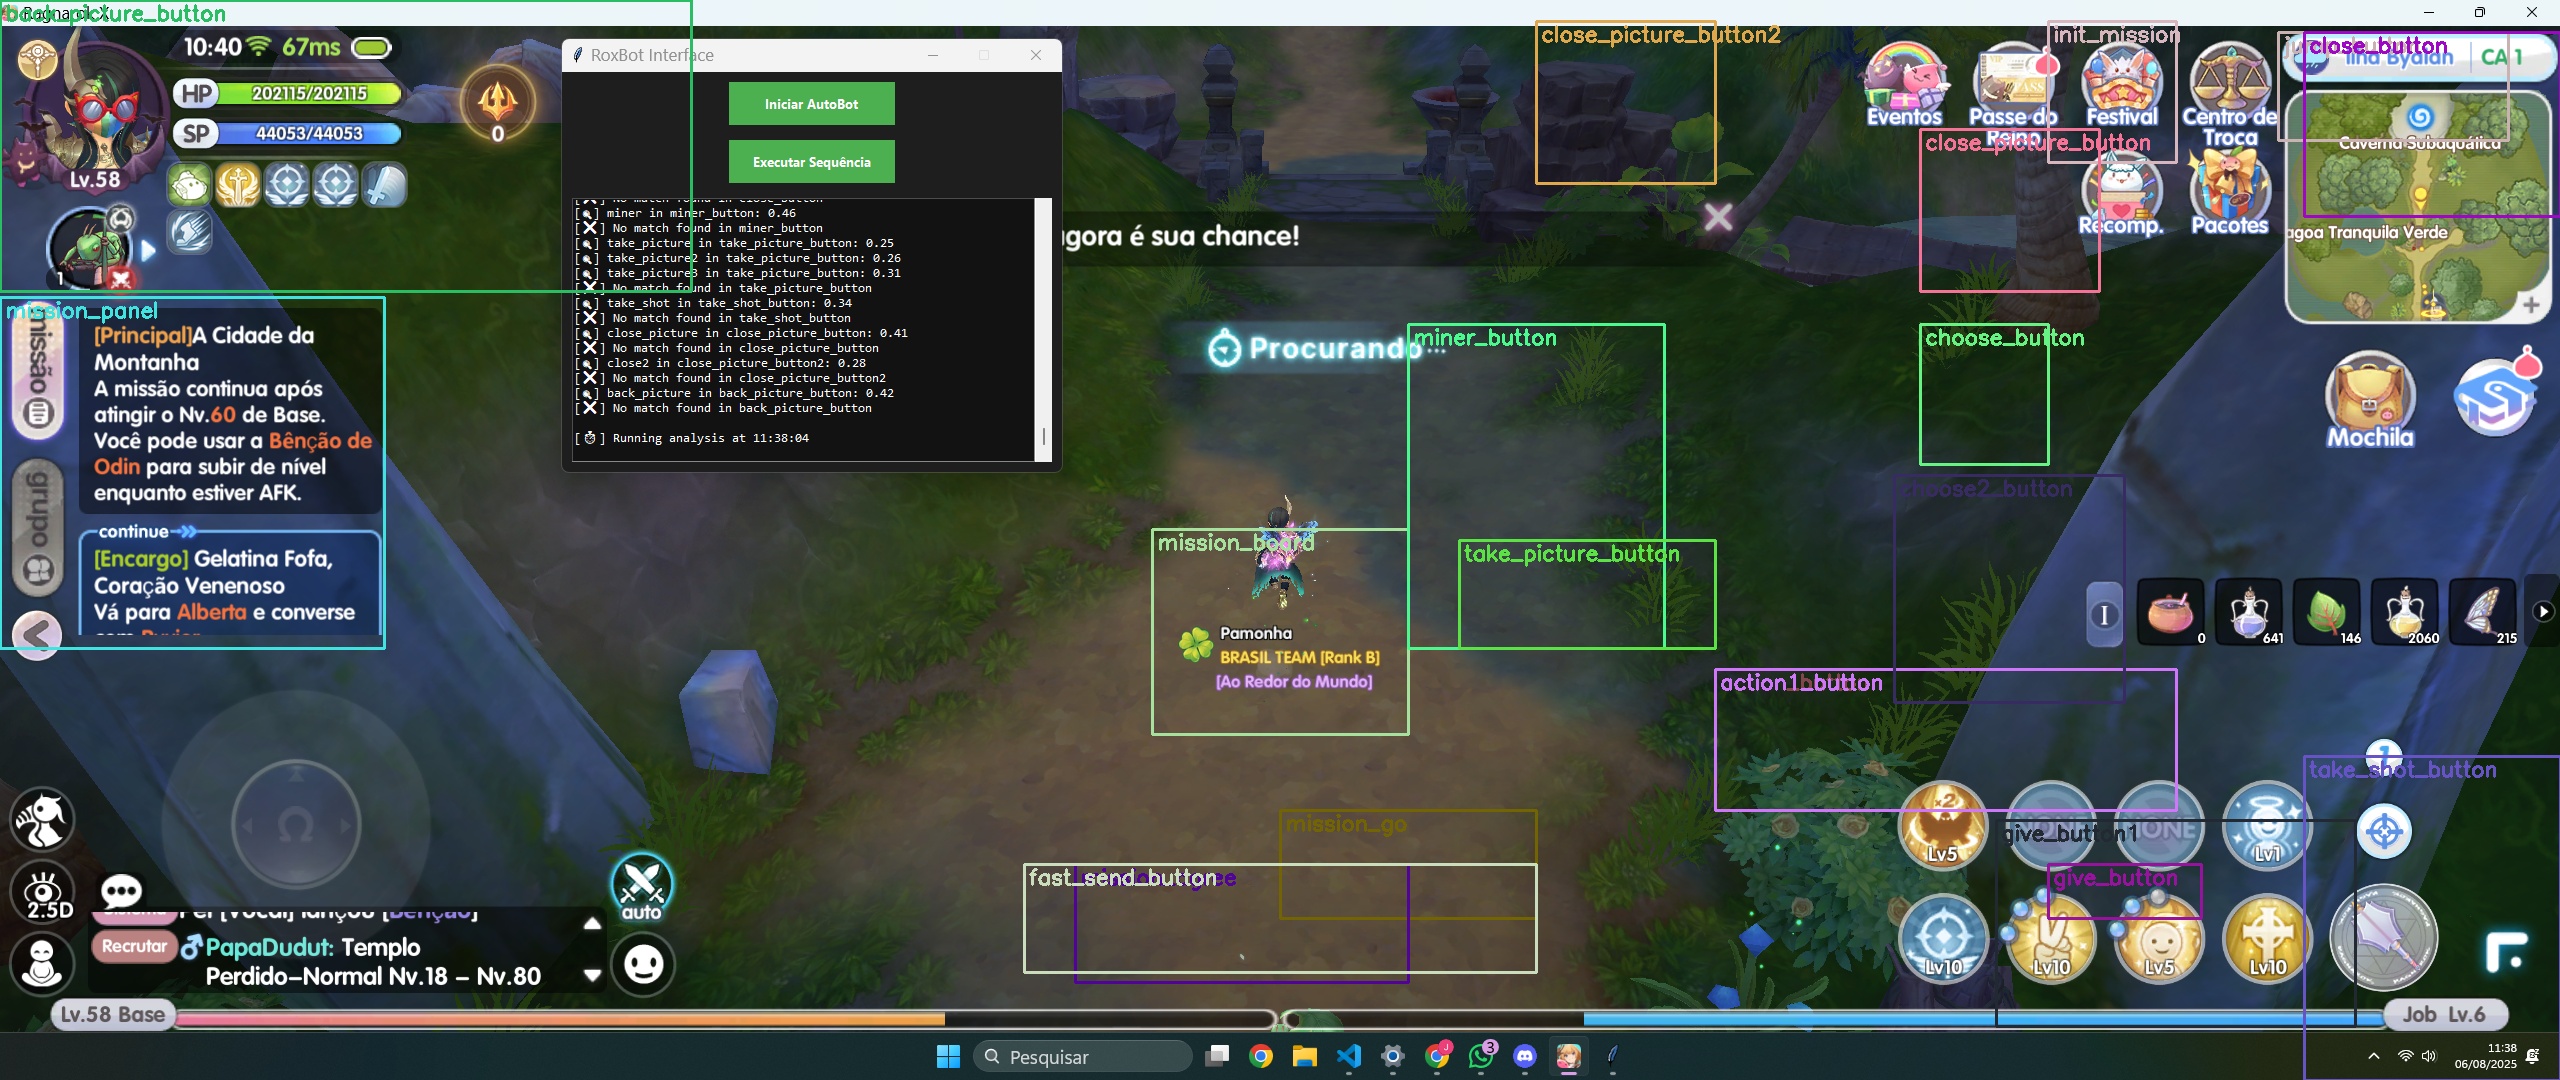 back_picture_button
10:40 67ms
HP 202115/202115
SP 44053/44053
0
Lv.58
1
RoxBot Interface
Iniciar AutoBot
Executar Sequência
[🔍] miner in miner_button: 0.46
[❌] No match found in miner_button
[🔍] take_picture in take_picture_button: 0.25
[🔍] take_picture2 in take_picture_button: 0.26
[🔍] take_picture3 in take_picture_button: 0.31
[❌] No match found in take_picture_button
[🔍] take_shot in take_shot_button: 0.34
[❌] No match found in take_shot_button
[🔍] close_picture in close_picture_button: 0.41
[❌] No match found in close_picture_button
[🔍] close2 in close_picture_button2: 0.28
[❌] No match found in close_picture_button2
[🔍] back_picture in back_picture_button: 0.42
[❌] No match found in back_picture_button
[⏱] Running analysis at 11:38:04
agora é sua chance!
close_picture_button2
init_mission
close_button
CA 1
Eventos
Passe do Reino
Festival
Centro de Troca
close_picture_button
Recomp.
Pacotes
Caverna Subaquática
agoa Tranquila Verde
mission_panel
missão
grupo
[Principal]A Cidade da
Montanha
A missão continua após
atingir o Nv.60 de Base.
Você pode usar a Bênção de
Odin para subir de nível
enquanto estiver AFK.
continue
[Encargo] Gelatina Fofa,
Coração Venenoso
Vá para Alberta e converse
Procurando...
miner_button
choose_button
Mochila
choose2_button
mission_board
take_picture_button
Pamonha
BRASIL TEAM [Rank B]
[Ao Redor do Mundo]
I
0
641
146
2060
215
action1_button
take_shot_button
mission_go
fast_send_button
give_button1
give_button
×2
Lv5
NONE
Lv1
Lv10
Lv10
Lv5
Lv10
2.5D
auto
Recrutar PapaDudut: Templo
Perdido-Normal Nv.18 - Nv.80
Lv.58 Base
Job Lv.6
Pesquisar
3
11:38
06/08/2025